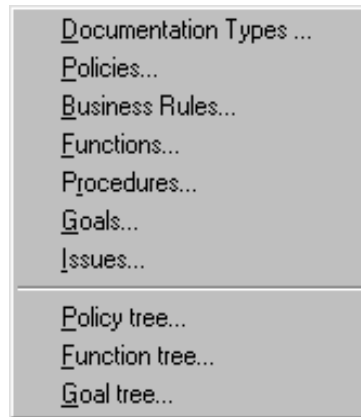 Documentation Types ...
Policies...
Business Rules...
Functions...
Procedures...
Goals...
Issues...
Policy tree...
Function tree...
Goal tree...